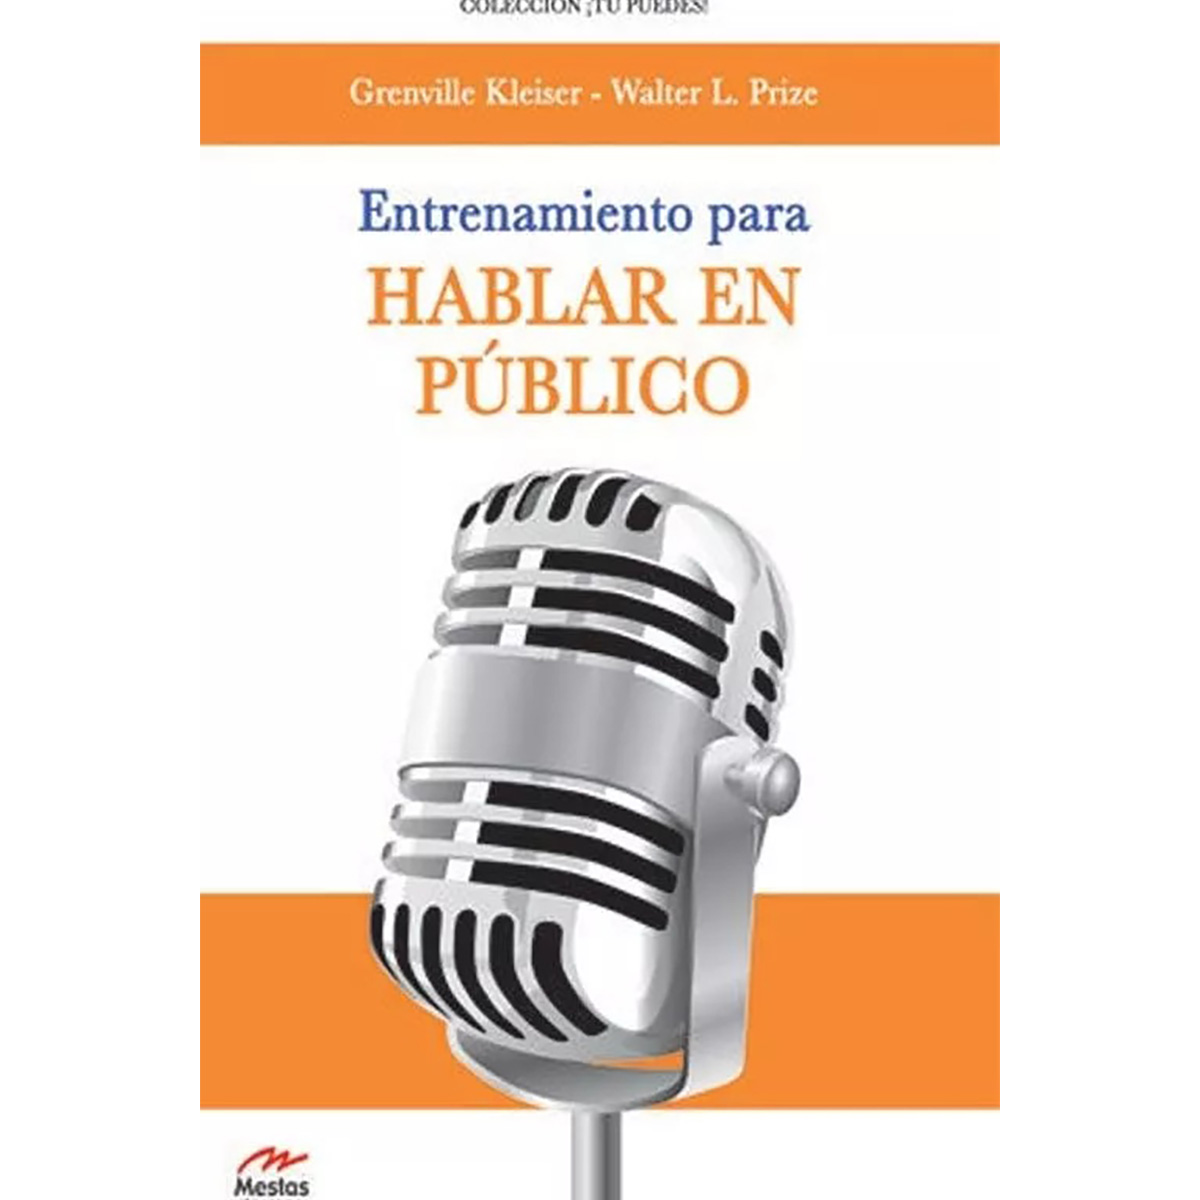 COLECCIÓN ¡TÚ PUEDES!
Grenville Kleiser - Walter L. Prize
Entrenamiento para
HABLAR EN
PÚBLICO
Mestas